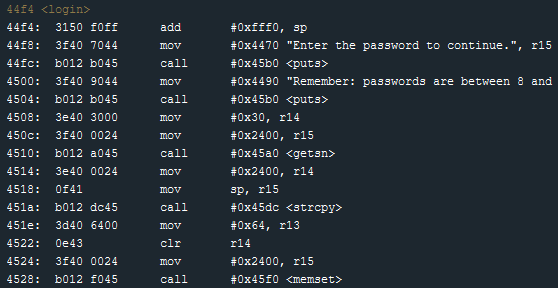 44f4 <login>
44f4: 3150 f0ff add #0xfff0, sp
44f8: 3f40 7044 mov #0x4470 "Enter the password to continue.", r15
44fc: b012 b045 call #0x45b0 <puts>
4500: 3f40 9044 mov #0x4490 "Remember: passwords are between 8 and
4504: b012 b045 call #0x45b0 <puts>
4508: 3e40 3000 mov #0x30, r14
450c: 3f40 0024 mov #0x2400, r15
4510: b012 a045 call #0x45a0 <getsn>
4514: 3e40 0024 mov #0x2400, r14
4518: 0f41 mov sp, r15
451a: b012 dc45 call #0x45dc <strcpy>
451e: 3d40 6400 mov #0x64, r13
4522: 0e43 clr r14
4524: 3f40 0024 mov #0x2400, r15
4528: b012 f045 call #0x45f0 <memset>